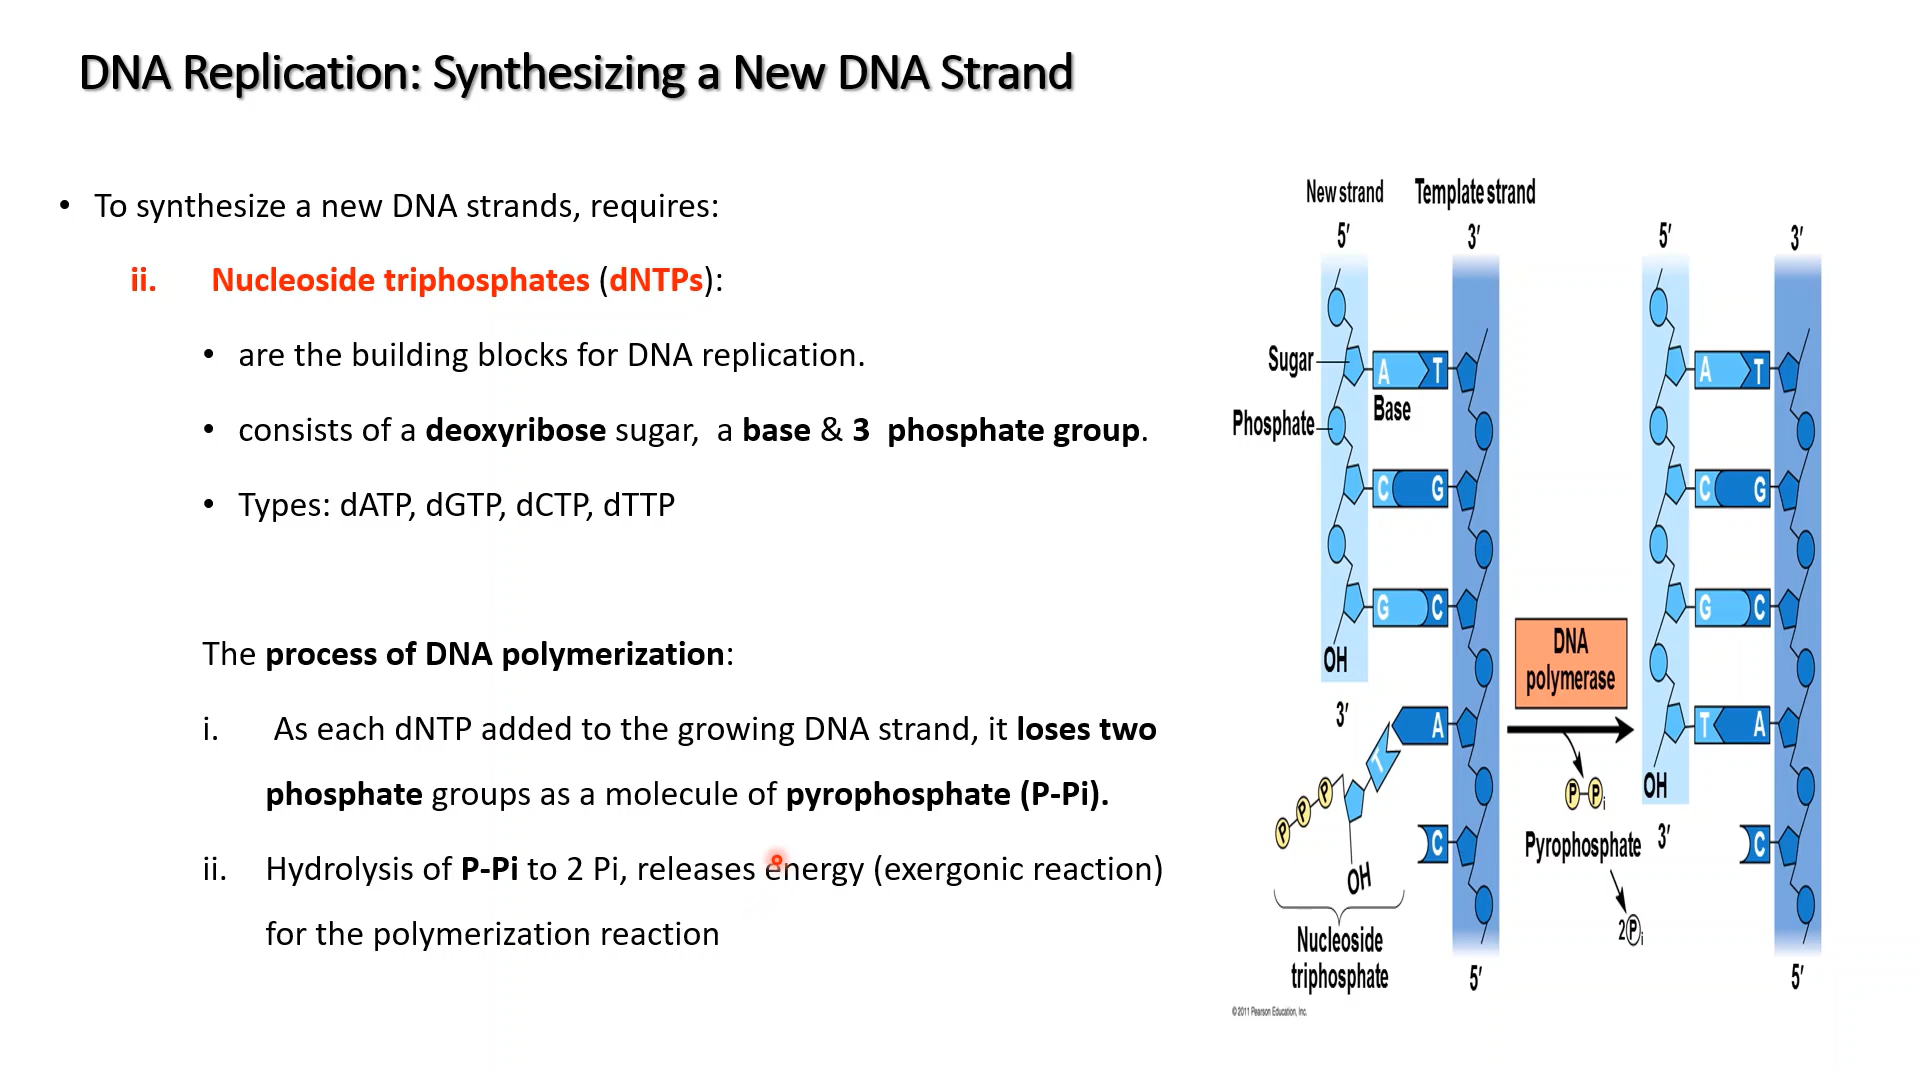 DNA Replication: Synthesizing a New DNA Strand
• To synthesize a new DNA strands, requires:
ii. Nucleoside triphosphates (dNTPs):
• are the building blocks for DNA replication.
• consists of a deoxyribose sugar, a base & 3 phosphate group.
• Types: dATP, dGTP, dCTP, dTTP
The process of DNA polymerization:
i. As each dNTP added to the growing DNA strand, it loses two
phosphate groups as a molecule of pyrophosphate (P-Pi).
ii. Hydrolysis of P-Pi to 2 Pi, releases energy (exergonic reaction)
for the polymerization reaction
New strand Template strand
5′ 3′ 5′ 3′
Sugar A T A T
Base
Phosphate
C G C G
G C G C
DNA
polymerase
OH
3′
A T A
T
P P P
OH
P P i
C C
Pyrophosphate 3′
OH
2 P i
Nucleoside
triphosphate
5′ 5′
© 2011 Pearson Education, Inc.